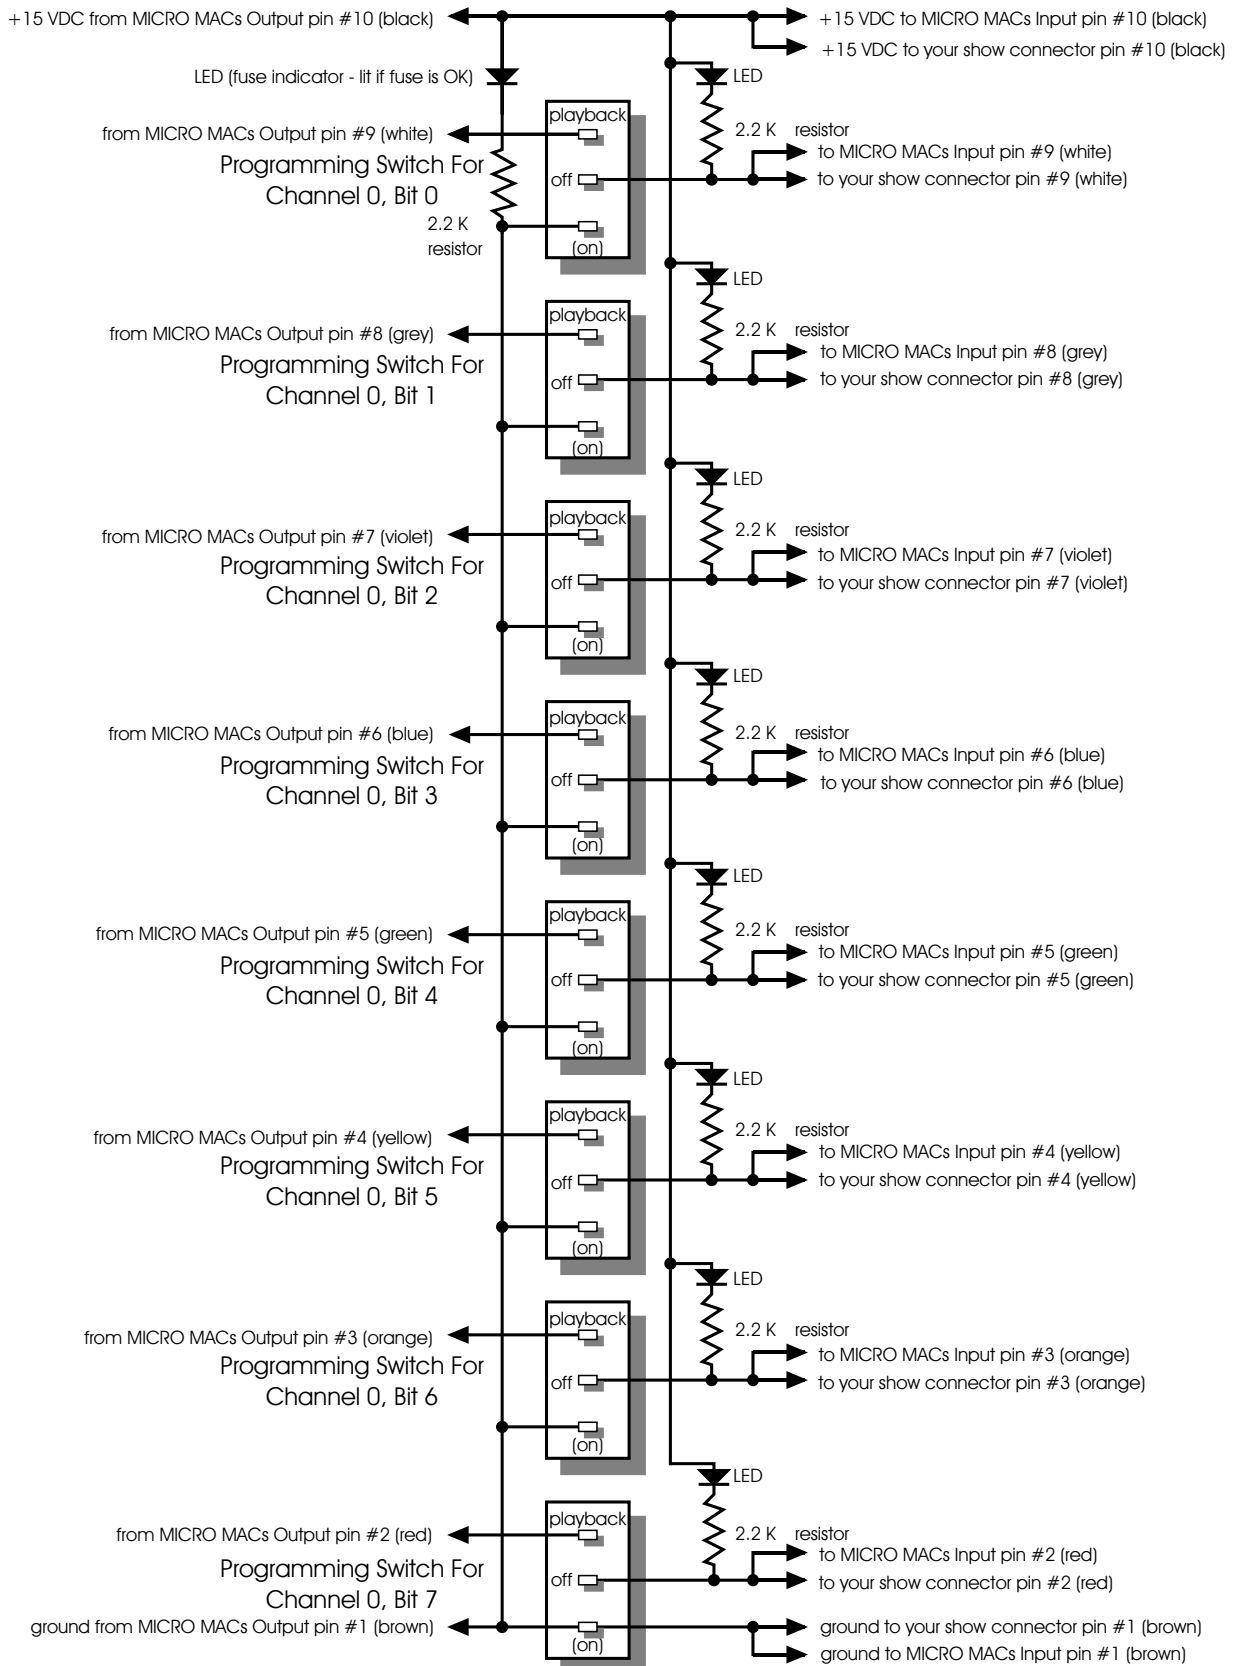 +15 VDC from MICRO MACs Output pin #10 (black)
+15 VDC to MICRO MACs Input pin #10 (black)
+15 VDC to your show connector pin #10 (black)
LED (fuse indicator - lit if fuse is OK)
LED
playback
from MICRO MACs Output pin #9 (white)
2.2 K resistor
to MICRO MACs Input pin #9 (white)
Programming Switch For
Channel 0, Bit 0
off
to your show connector pin #9 (white)
2.2 K
resistor
(on)
LED
playback
from MICRO MACs Output pin #8 (grey)
2.2 K resistor
to MICRO MACs Input pin #8 (grey)
Programming Switch For
Channel 0, Bit 1
off
to your show connector pin #8 (grey)
(on)
LED
playback
from MICRO MACs Output pin #7 (violet)
2.2 K resistor
to MICRO MACs Input pin #7 (violet)
Programming Switch For
Channel 0, Bit 2
off
to your show connector pin #7 (violet)
(on)
LED
playback
from MICRO MACs Output pin #6 (blue)
2.2 K resistor
to MICRO MACs Input pin #6 (blue)
Programming Switch For
Channel 0, Bit 3
off
to your show connector pin #6 (blue)
(on)
LED
playback
from MICRO MACs Output pin #5 (green)
2.2 K resistor
to MICRO MACs Input pin #5 (green)
Programming Switch For
Channel 0, Bit 4
off
to your show connector pin #5 (green)
(on)
LED
playback
from MICRO MACs Output pin #4 (yellow)
2.2 K resistor
to MICRO MACs Input pin #4 (yellow)
Programming Switch For
Channel 0, Bit 5
off
to your show connector pin #4 (yellow)
(on)
LED
playback
from MICRO MACs Output pin #3 (orange)
2.2 K resistor
to MICRO MACs Input pin #3 (orange)
Programming Switch For
Channel 0, Bit 6
off
to your show connector pin #3 (orange)
(on)
LED
playback
from MICRO MACs Output pin #2 (red)
2.2 K resistor
to MICRO MACs Input pin #2 (red)
Programming Switch For
Channel 0, Bit 7
off
to your show connector pin #2 (red)
ground from MICRO MACs Output pin #1 (brown)
(on)
ground to your show connector pin #1 (brown)
ground to MICRO MACs Input pin #1 (brown)